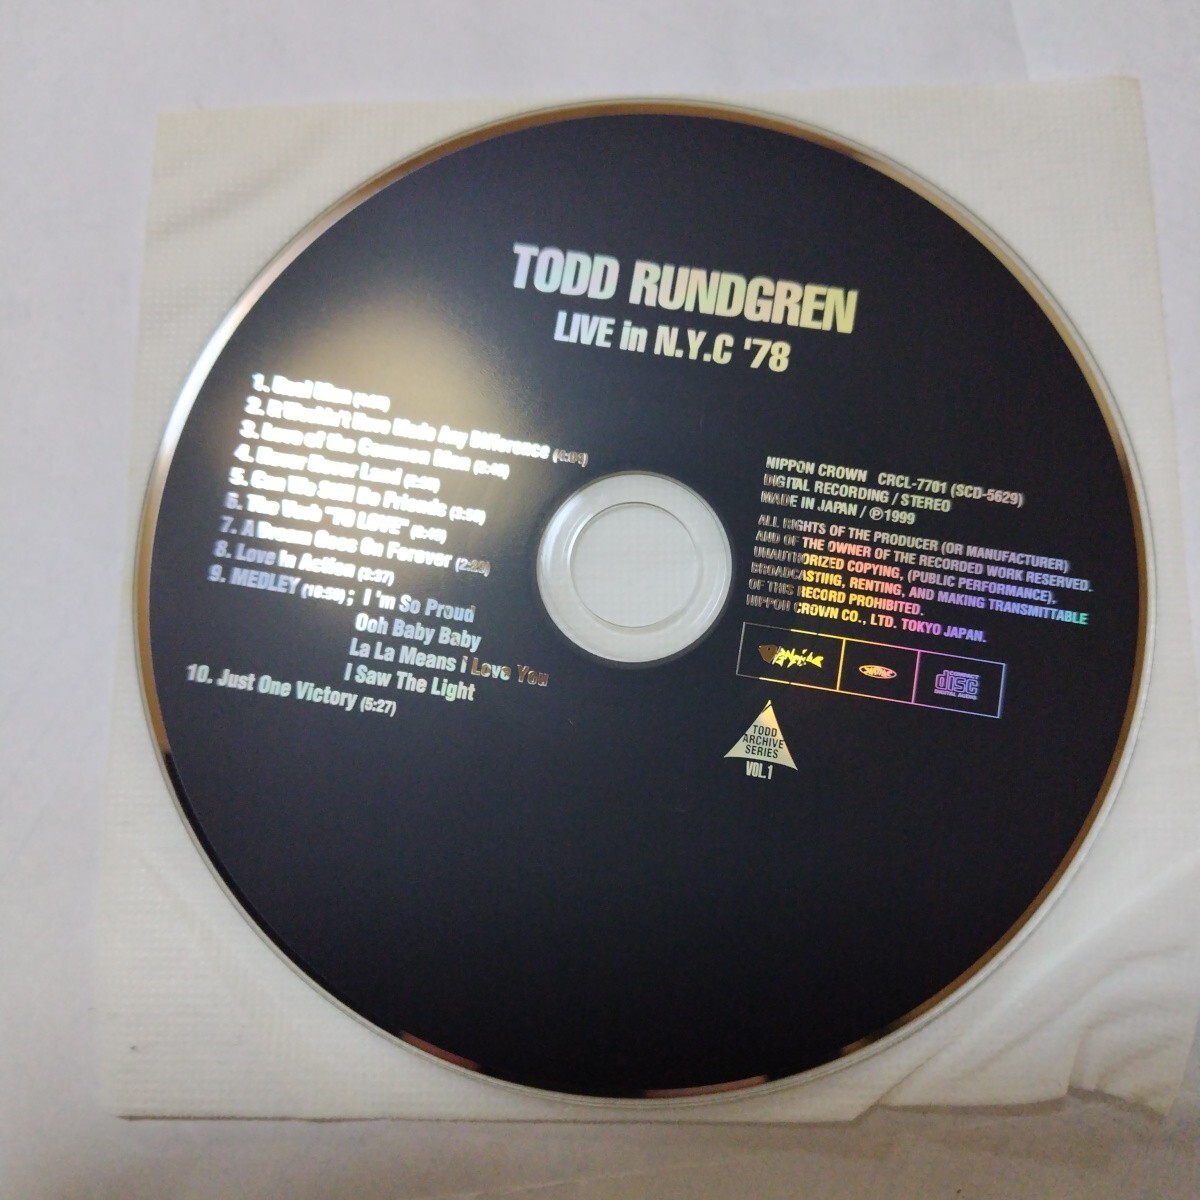 TODD RUNDGREN
LIVE in N.Y.C '78
1. Real Man
2. It Wouldn't Have Made Any Difference (4:04)
3. Love of the Common Man
4. Never Never Land
5. Can We Still Be Friends
6. The Verb "TO LOVE"
7. A Dream Goes On Forever
8. Love In Action
9. MEDLEY ; I 'm So Proud
Ooh Baby Baby
La La Means i Love You
I Saw The Light
10. Just One Victory (5:27)
NIPPON CROWN CRCL-7701 (SCD-5629)
DIGITAL RECORDING / STEREO
MADE IN JAPAN / ℗1999
ALL RIGHTS OF THE PRODUCER (OR MANUFACTURER)
AND OF THE OWNER OF THE RECORDED WORK RESERVED.
UNAUTHORIZED COPYING, (PUBLIC PERFORMANCE),
BROADCASTING, RENTING, AND MAKING TRANSMITTABLE
OF THIS RECORD PROHIBITED.
NIPPON CROWN CO., LTD. TOKYO JAPAN.
COMPACT
disc
DIGITAL AUDIO
TODD
ARCHIVE
SERIES
VOL.1